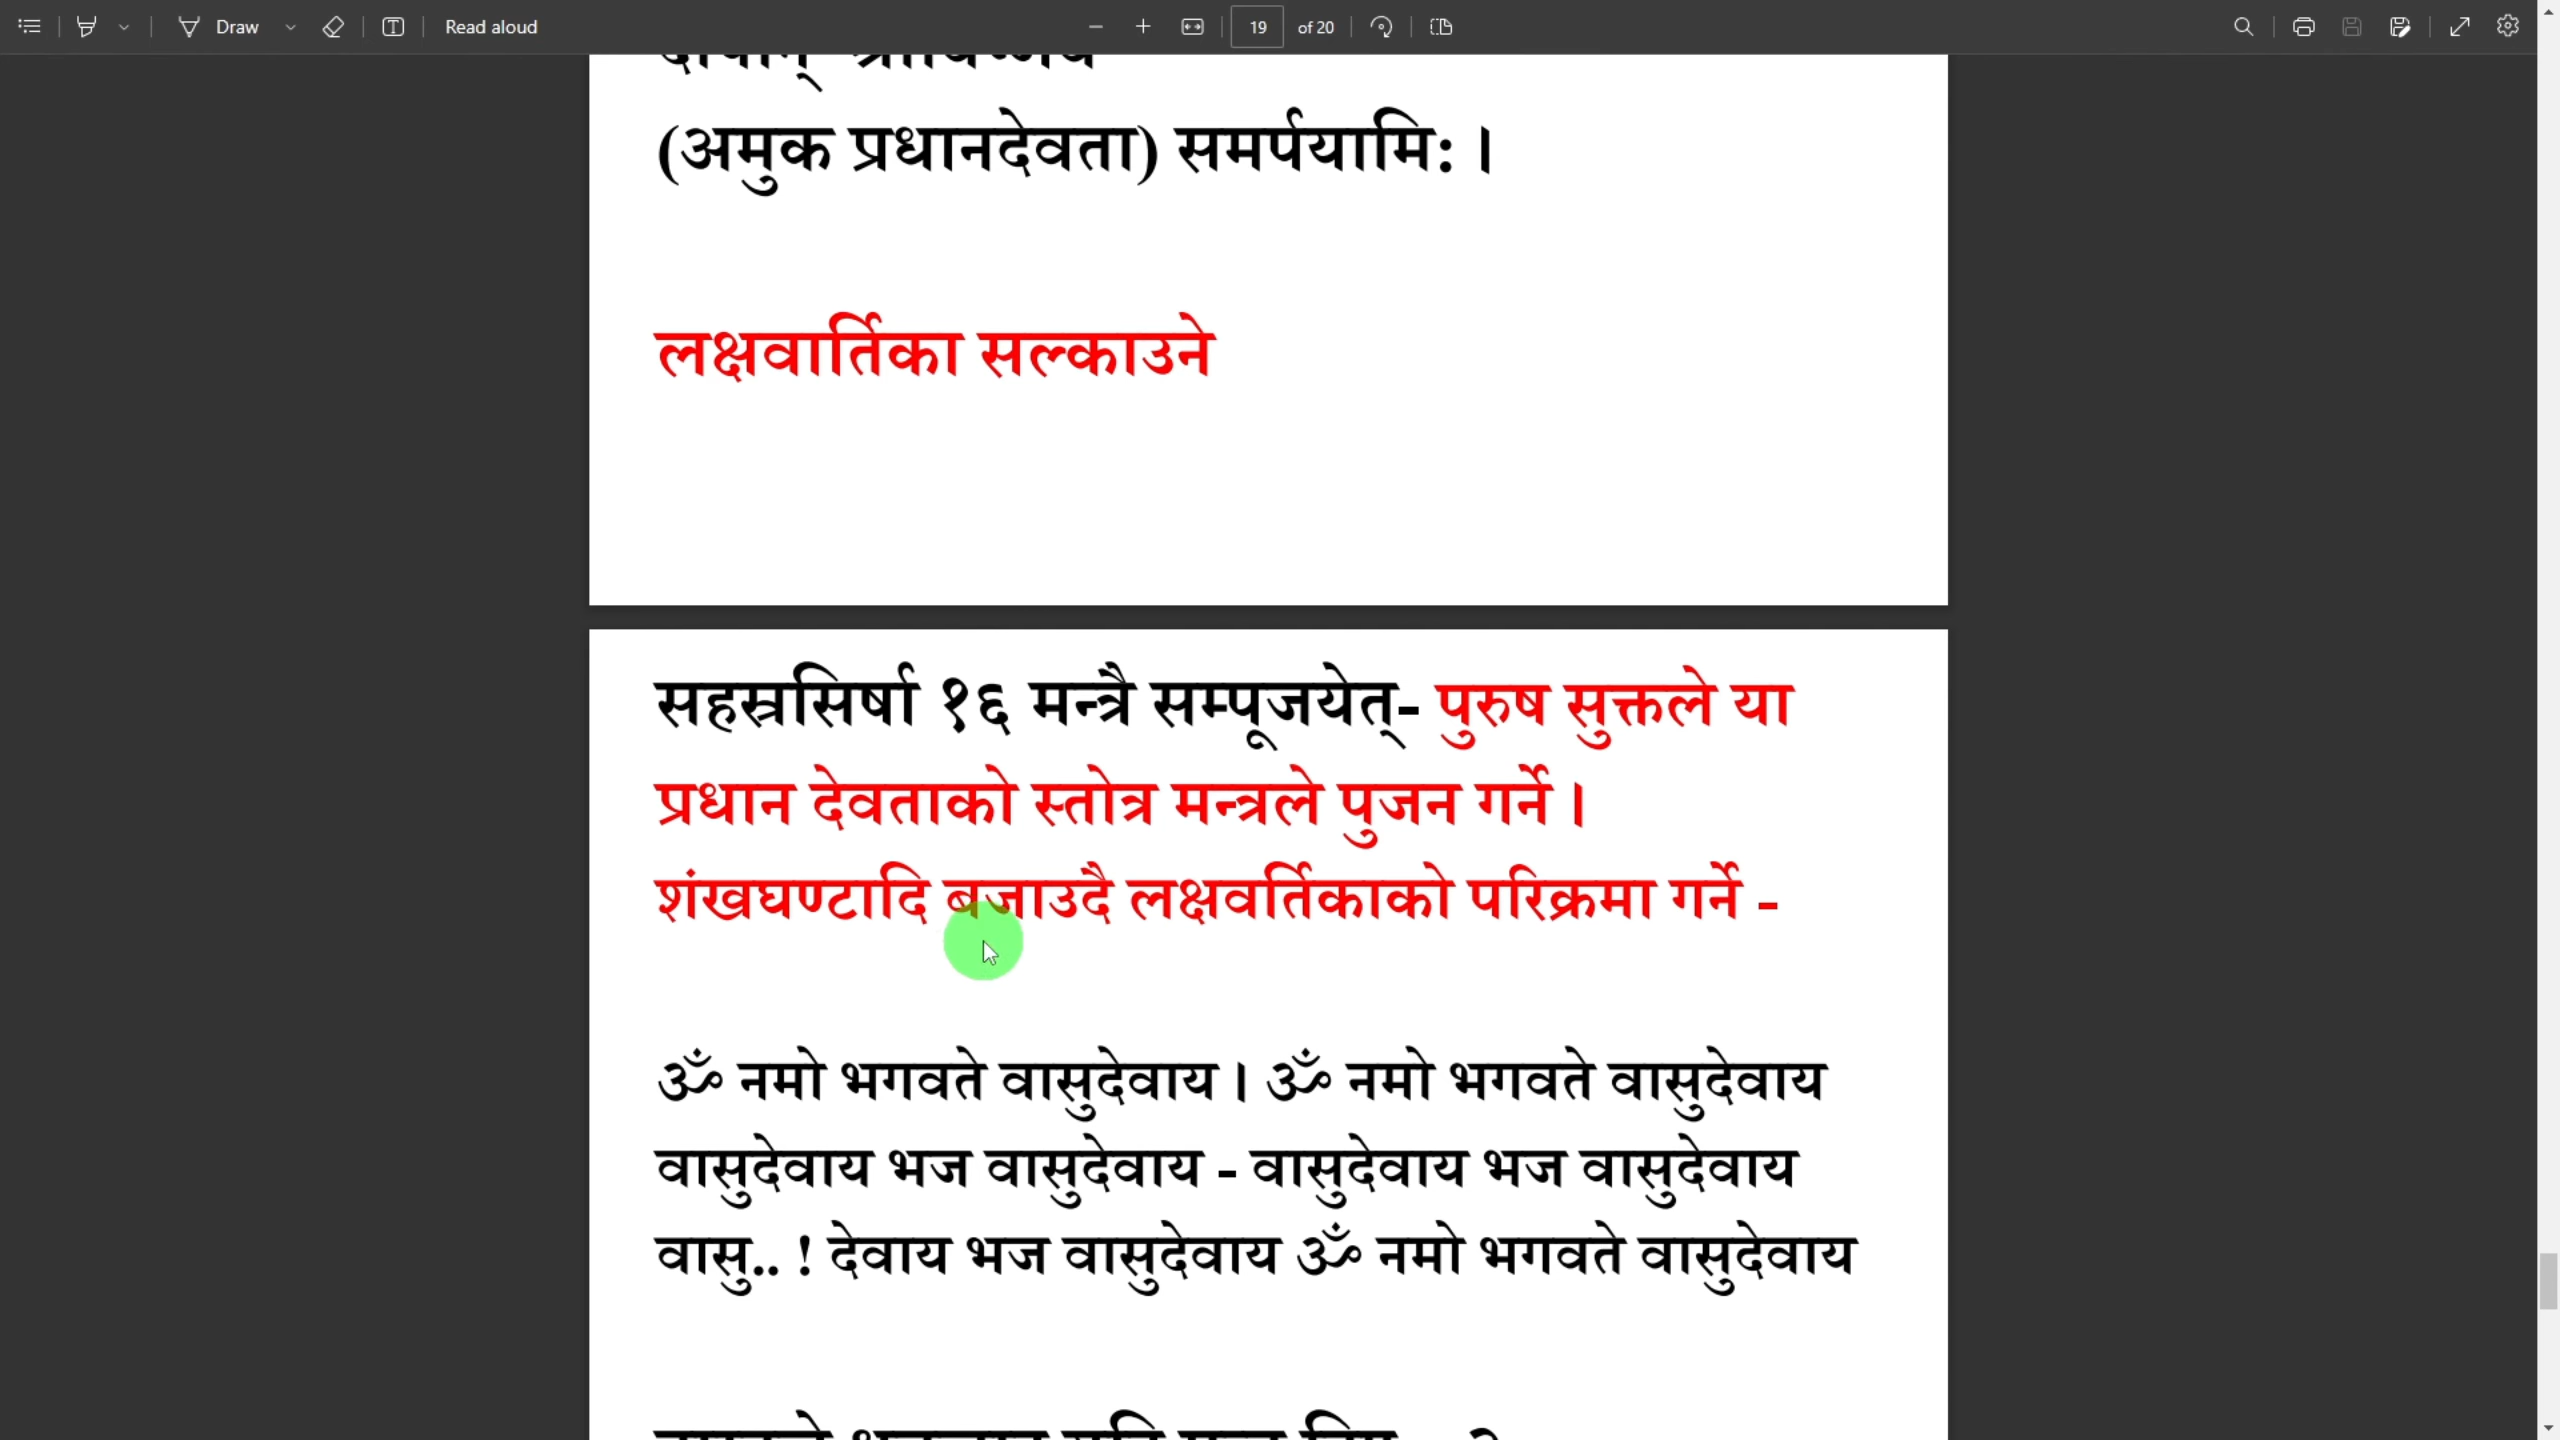 Draw
Read aloud
19 of 20
(अमुक प्रधानदेवता) समर्पयामिः ।
लक्षवार्तिका सल्काउने
सहस्रसिर्षा १६ मन्त्रै सम्पूजयेत्- पुरुष सुक्तले या
प्रधान देवताको स्तोत्र मन्त्रले पुजन गर्ने ।
शंखघण्टादि बजाउदै लक्षवर्तिकाको परिक्रमा गर्ने -
ॐ नमो भगवते वासुदेवाय । ॐ नमो भगवते वासुदेवाय
वासुदेवाय भज वासुदेवाय - वासुदेवाय भज वासुदेवाय
वासु.. ! देवाय भज वासुदेवाय ॐ नमो भगवते वासुदेवाय